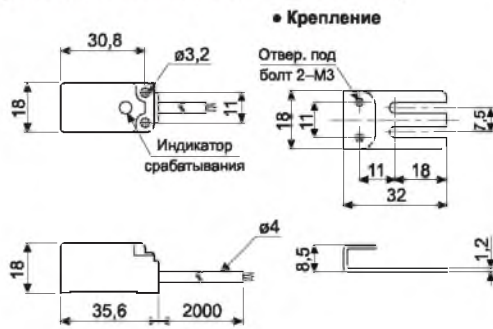 • Крепление
30,8
ø3,2
18
11
Индикатор
срабатывания
Отвер. под
болт 2–М3
18
11
7,5
11
18
32
18
ø4
35,6
2000
8,5
1,2